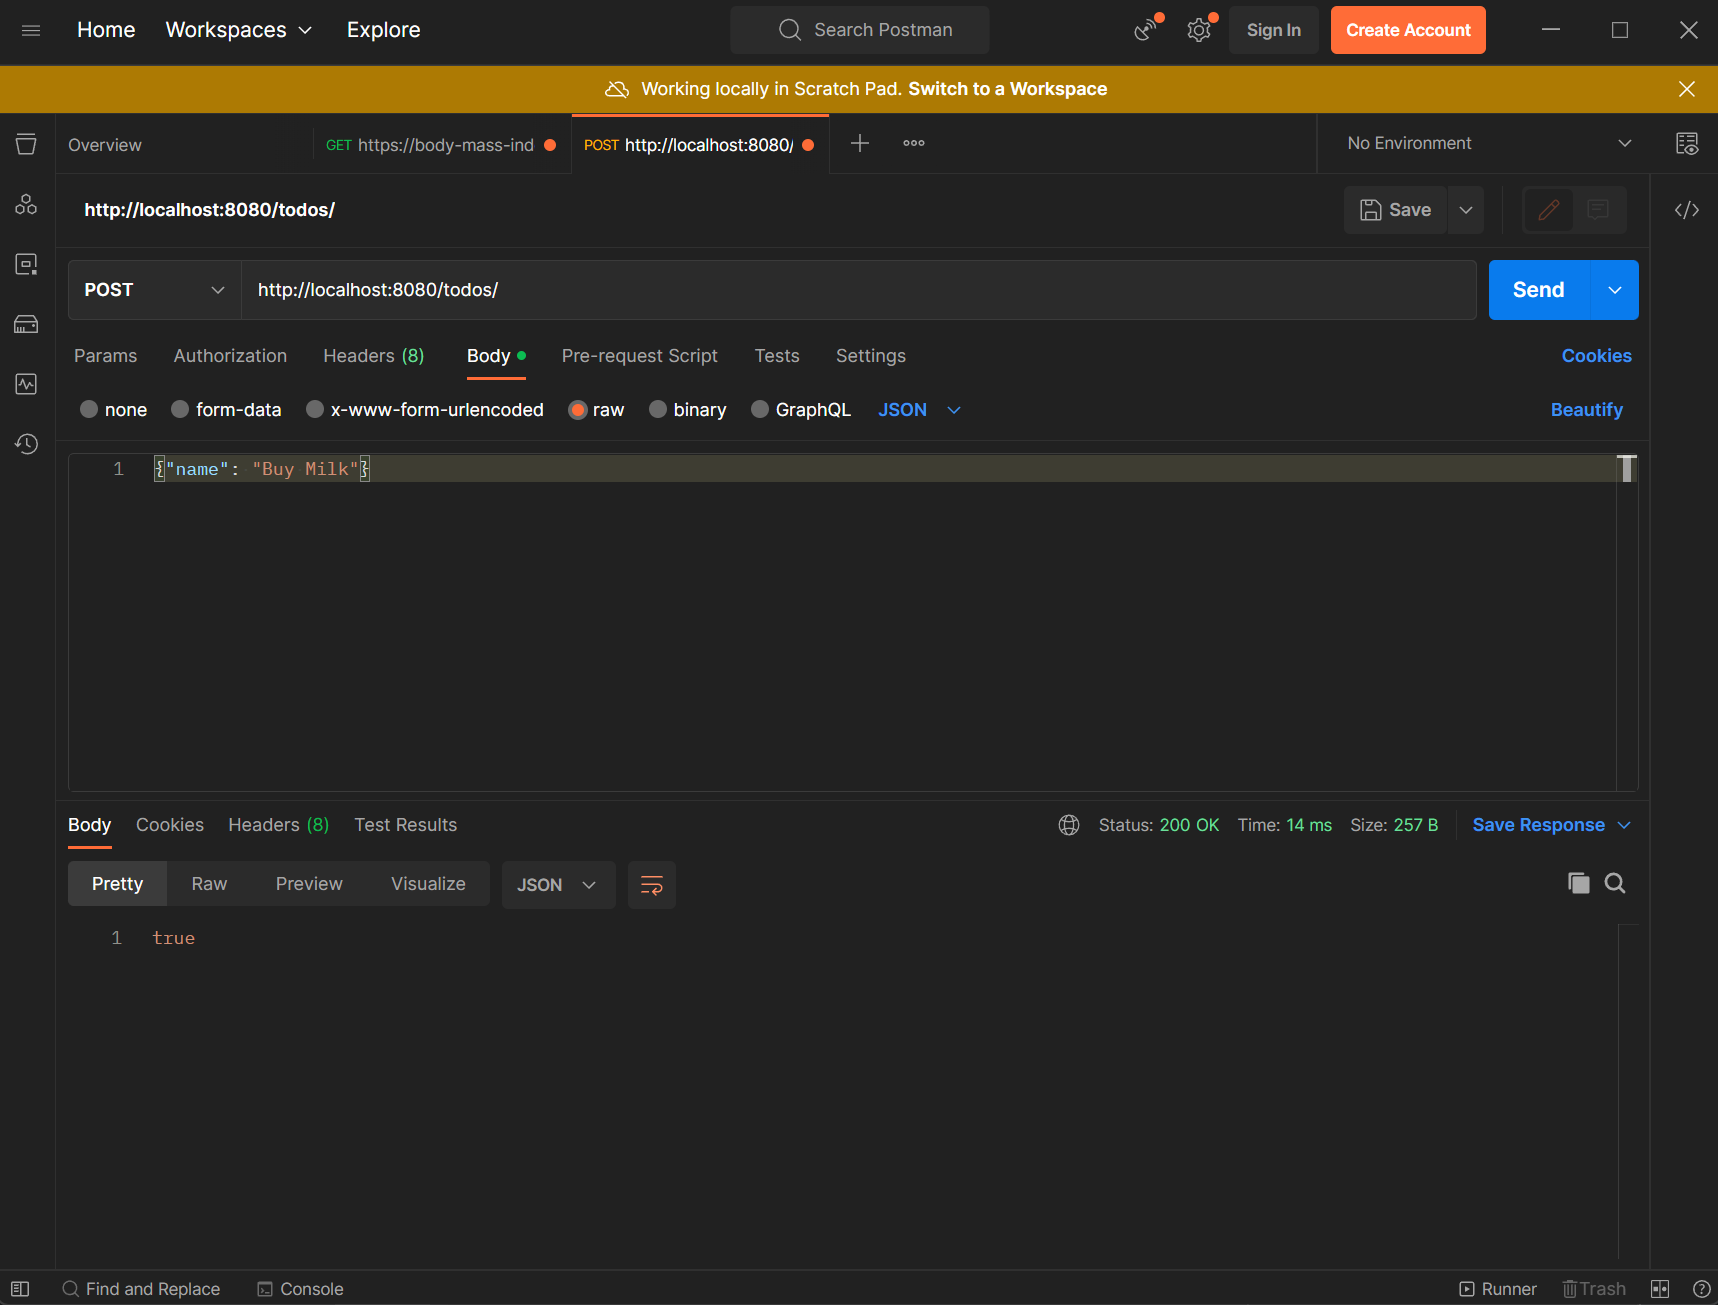 Home Workspaces Explore Search Postman Sign In Create Account
Working locally in Scratch Pad. Switch to a Workspace
Overview GET https://body-mass-ind POST http://localhost:8080/ No Environment
http://localhost:8080/todos/ Save
POST http://localhost:8080/todos/ Send
Params Authorization Headers (8) Body Pre-request Script Tests Settings Cookies
none form-data x-www-form-urlencoded raw binary GraphQL JSON Beautify
1 {"name": "Buy Milk"}
Body Cookies Headers (8) Test Results Status: 200 OK Time: 14 ms Size: 257 B Save Response
Pretty Raw Preview Visualize JSON
1 true
Find and Replace Console Runner Trash